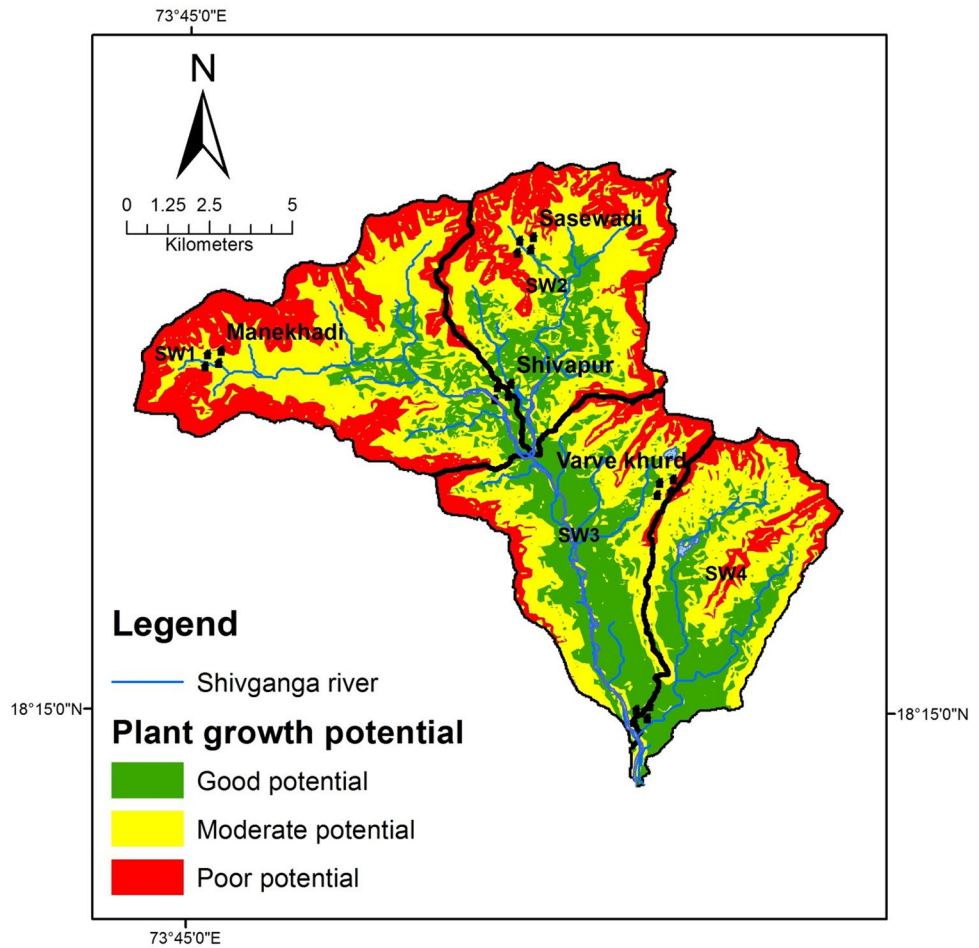 73°45'0"E
N
0 1.25 2.5 5
Kilometers
Sasewadi
SW2
Manekhadi
SW1
Shivapur
Varve khurd
SW3
SW4
Legend
Shivganga river
18°15'0"N
18°15'0"N
Plant growth potential
Good potential
Moderate potential
Poor potential
73°45'0"E